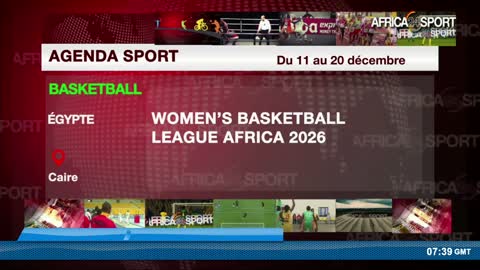 AFRICA 24 SPORT
AGENDA SPORT
Du 11 au 20 décembre
BASKETBALL
ÉGYPTE
WOMEN'S BASKETBALL
LEAGUE AFRICA 2026
Caire
07:39 GMT